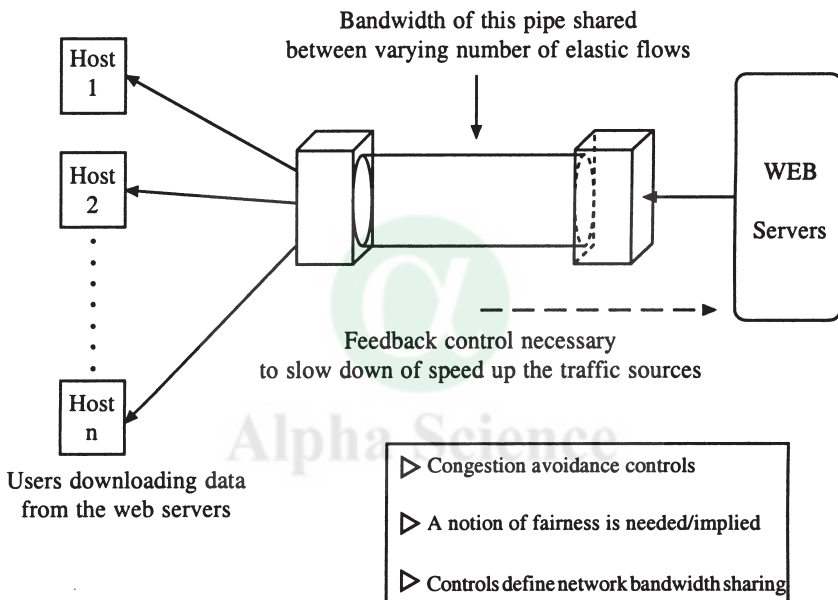 Bandwidth of this pipe shared
between varying number of elastic flows
Host
1
Host
2
Host
n
WEB
Servers
Feedback control necessary
to slow down of speed up the traffic sources
Alpha Science
Users downloading data
from the web servers
Congestion avoidance controls
A notion of fairness is needed/implied
Controls define network bandwidth sharing